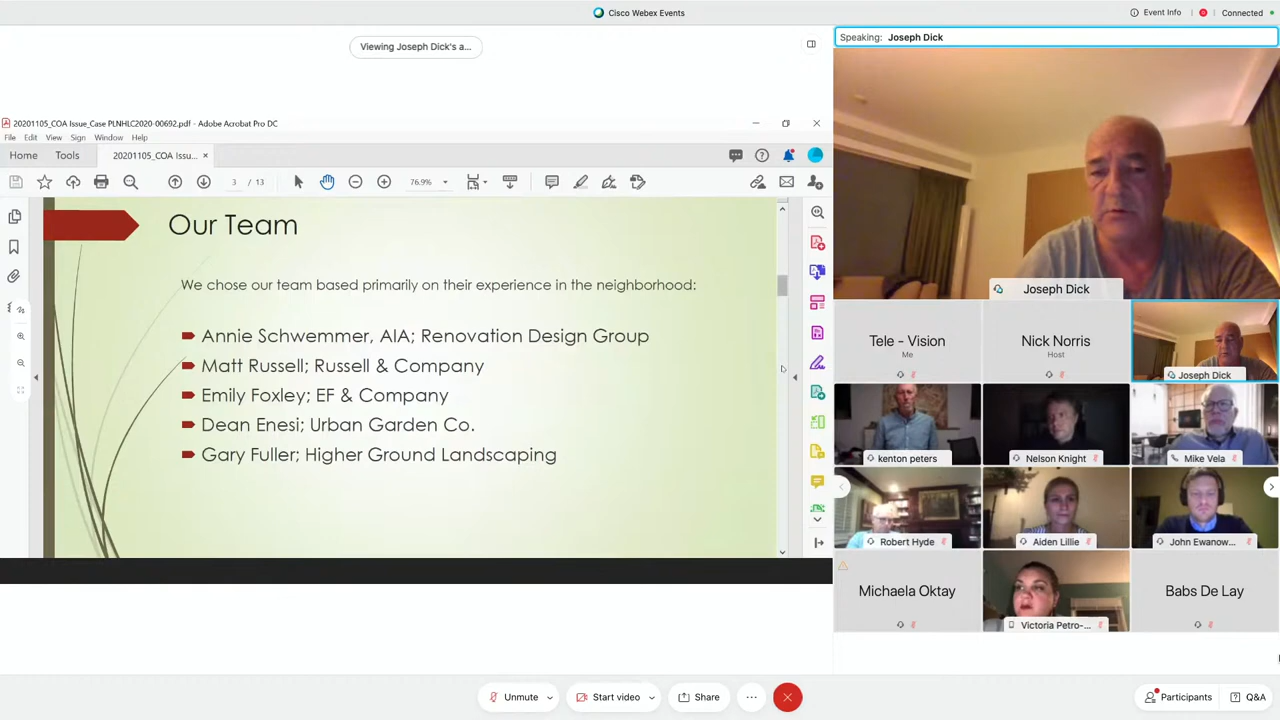 Cisco Webex Events
Event Info
Connected
Viewing Joseph Dick's a...
Speaking: Joseph Dick
20201105_COA Issue_Case PLNHLC2020-00692.pdf - Adobe Acrobat Pro DC
File Edit View Sign Window Help
Home Tools 20201105_COA Issu... ×
3 / 13 76.9%
Our Team
We chose our team based primarily on their experience in the neighborhood:
Annie Schwemmer, AIA; Renovation Design Group
Matt Russell; Russell & Company
Emily Foxley; EF & Company
Dean Enesi; Urban Garden Co.
Gary Fuller; Higher Ground Landscaping
Joseph Dick
Tele - Vision
Me
Nick Norris
Host
Joseph Dick
kenton peters
Nelson Knight
Mike Vela
Robert Hyde
Aiden Lillie
John Ewanow...
Michaela Oktay
Victoria Petro-...
Babs De Lay
Unmute
Start video
Share
Participants
Q&A